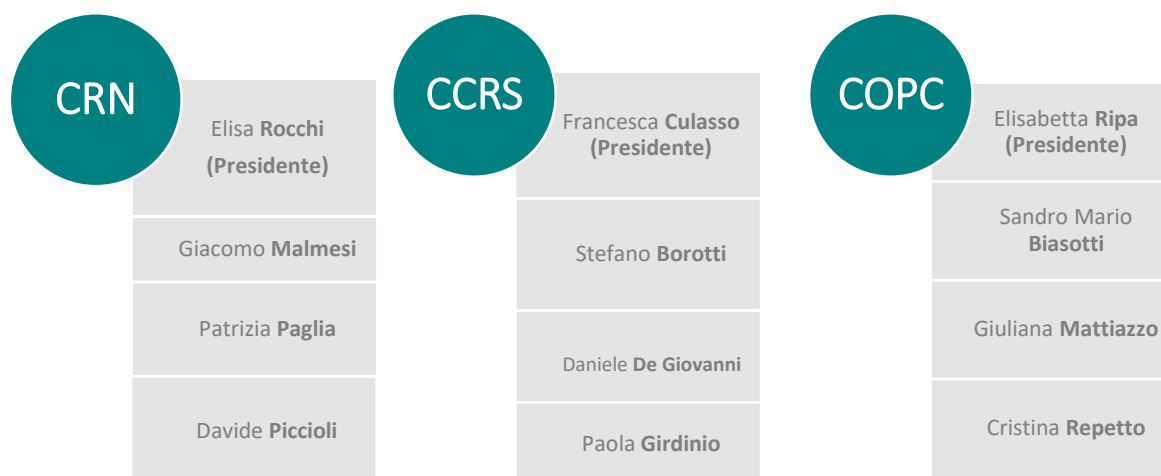 CRN
Elisa Rocchi
(Presidente)
Giacomo Malmesi
Patrizia Paglia
Davide Piccioli
CCRS
Francesca Culasso
(Presidente)
Stefano Borotti
Daniele De Giovanni
Paola Girdinio
COPC
Elisabetta Ripa
(Presidente)
Sandro Mario
Biasotti
Giuliana Mattiazzo
Cristina Repetto